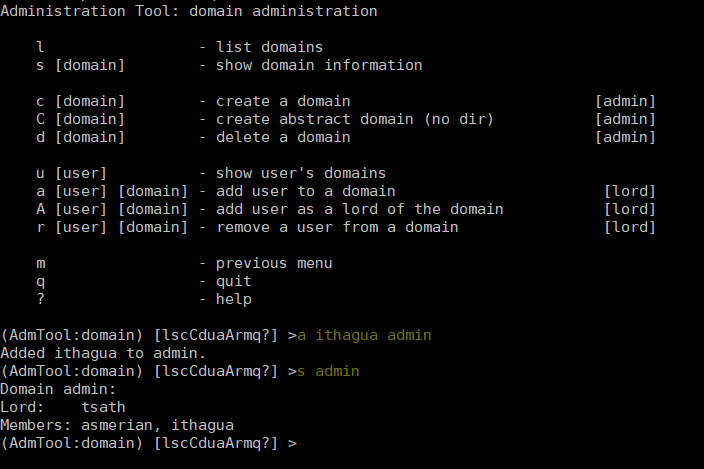 Administration Tool: domain administration
l - list domains
s [domain] - show domain information
c [domain] - create a domain [admin]
C [domain] - create abstract domain (no dir) [admin]
d [domain] - delete a domain [admin]
u [user] - show user's domains
a [user] [domain] - add user to a domain [lord]
A [user] [domain] - add user as a lord of the domain [lord]
r [user] [domain] - remove a user from a domain [lord]
m - previous menu
q - quit
? - help
(AdmTool:domain) [lscCduaArmq?] >a ithagua admin
Added ithagua to admin.
(AdmTool:domain) [lscCduaArmq?] >s admin
Domain admin:
Lord: tsath
Members: asmerian, ithagua
(AdmTool:domain) [lscCduaArmq?] >